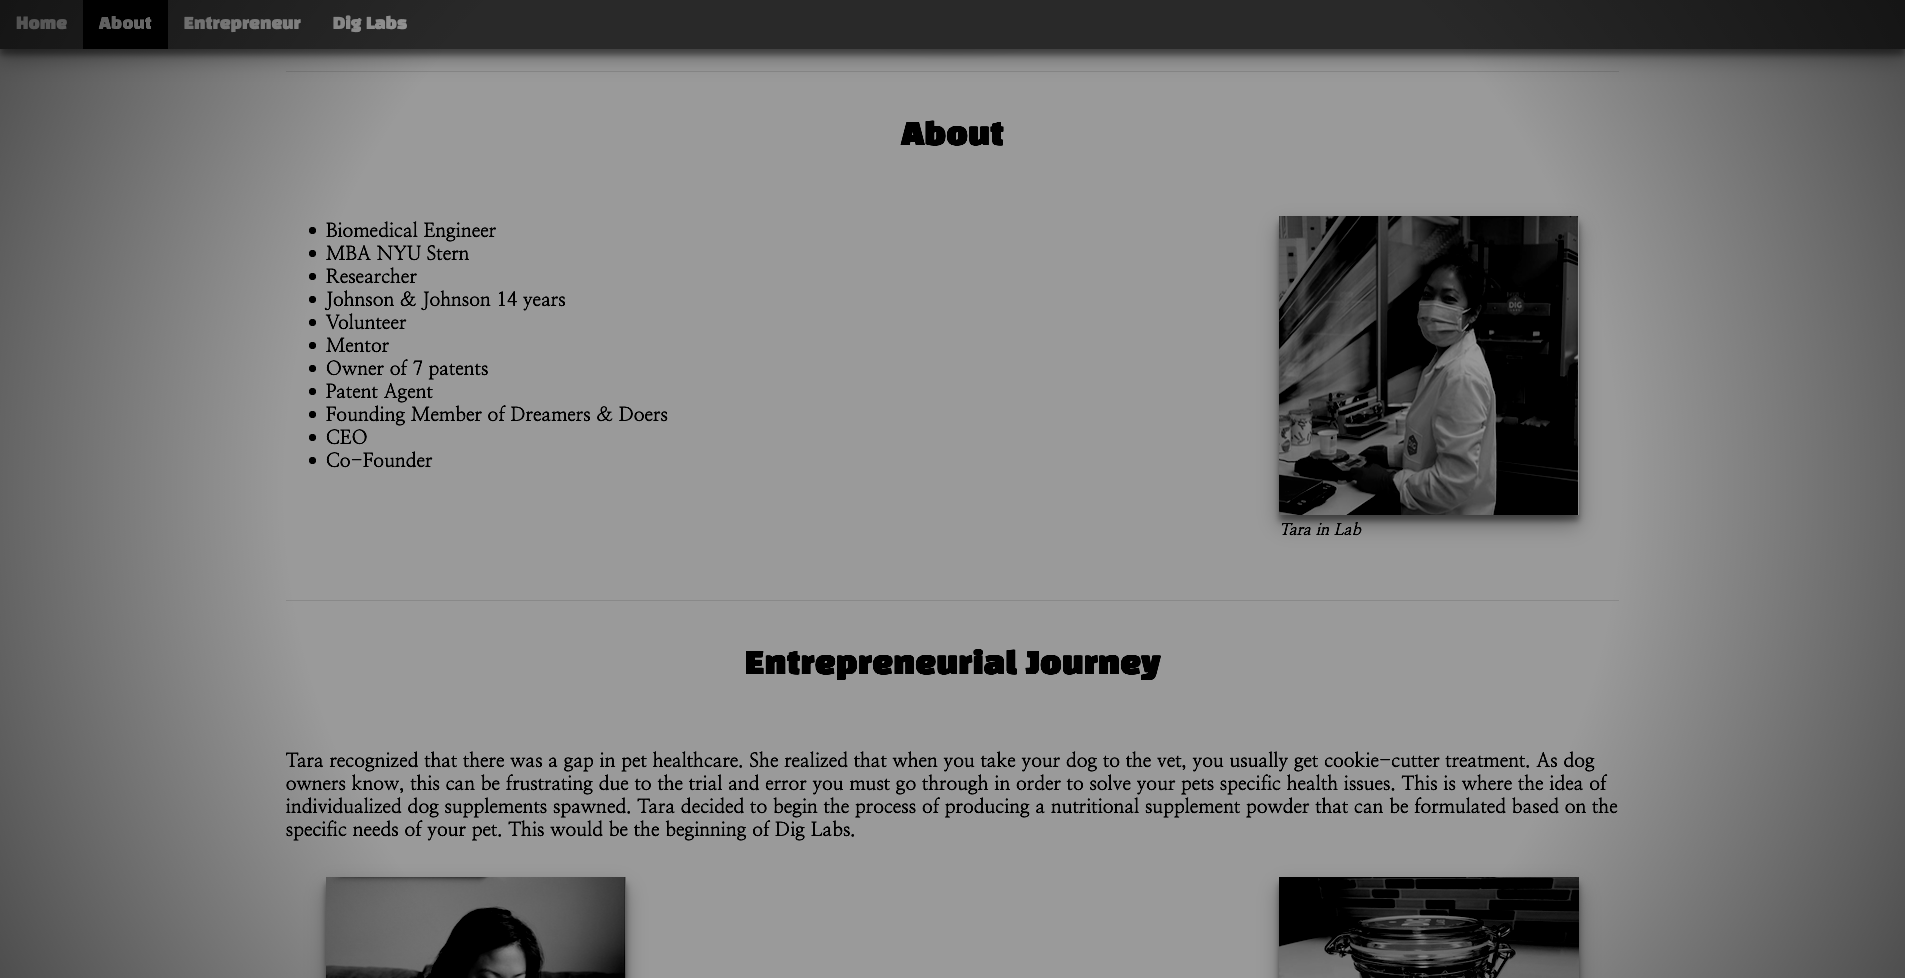 Home About Entrepreneur Dig Labs
About
Biomedical Engineer
MBA NYU Stern
Researcher
Johnson & Johnson 14 years
Volunteer
Mentor
Owner of 7 patents
Patent Agent
Founding Member of Dreamers & Doers
CEO
Co-Founder
DIG
Tara in Lab
Entrepreneurial Journey
Tara recognized that there was a gap in pet healthcare. She realized that when you take your dog to the vet, you usually get cookie-cutter treatment. As dog
owners know, this can be frustrating due to the trial and error you must go through in order to solve your pets specific health issues. This is where the idea of
individualized dog supplements spawned. Tara decided to begin the process of producing a nutritional supplement powder that can be formulated based on the
specific needs of your pet. This would be the beginning of Dig Labs.